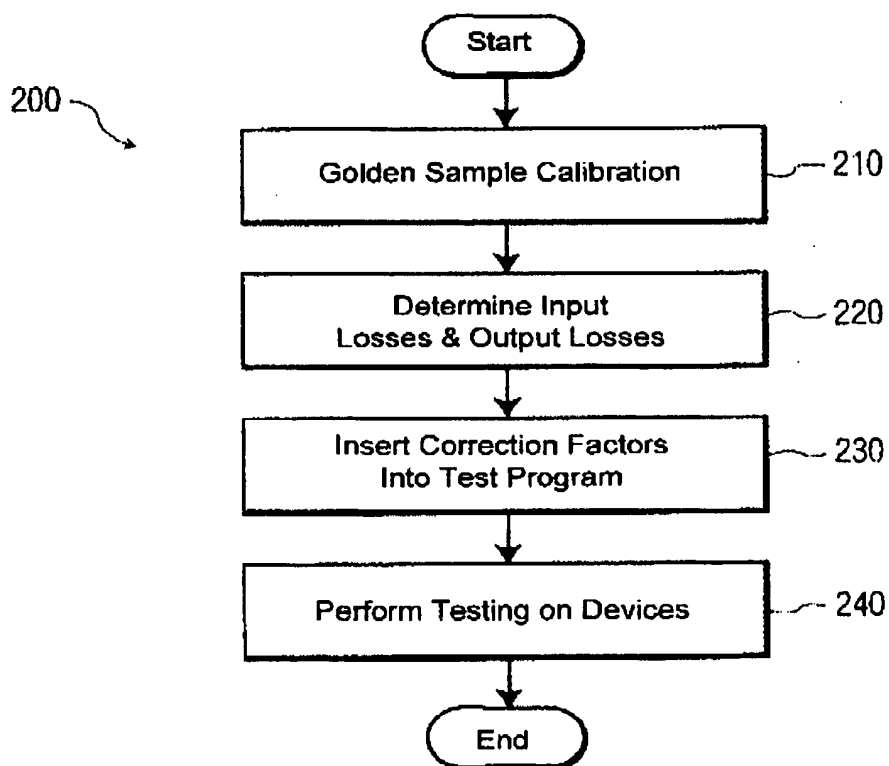 Start
200
Golden Sample Calibration
210
Determine Input
Losses & Output Losses
220
Insert Correction Factors
Into Test Program
230
Perform Testing on Devices
240
End